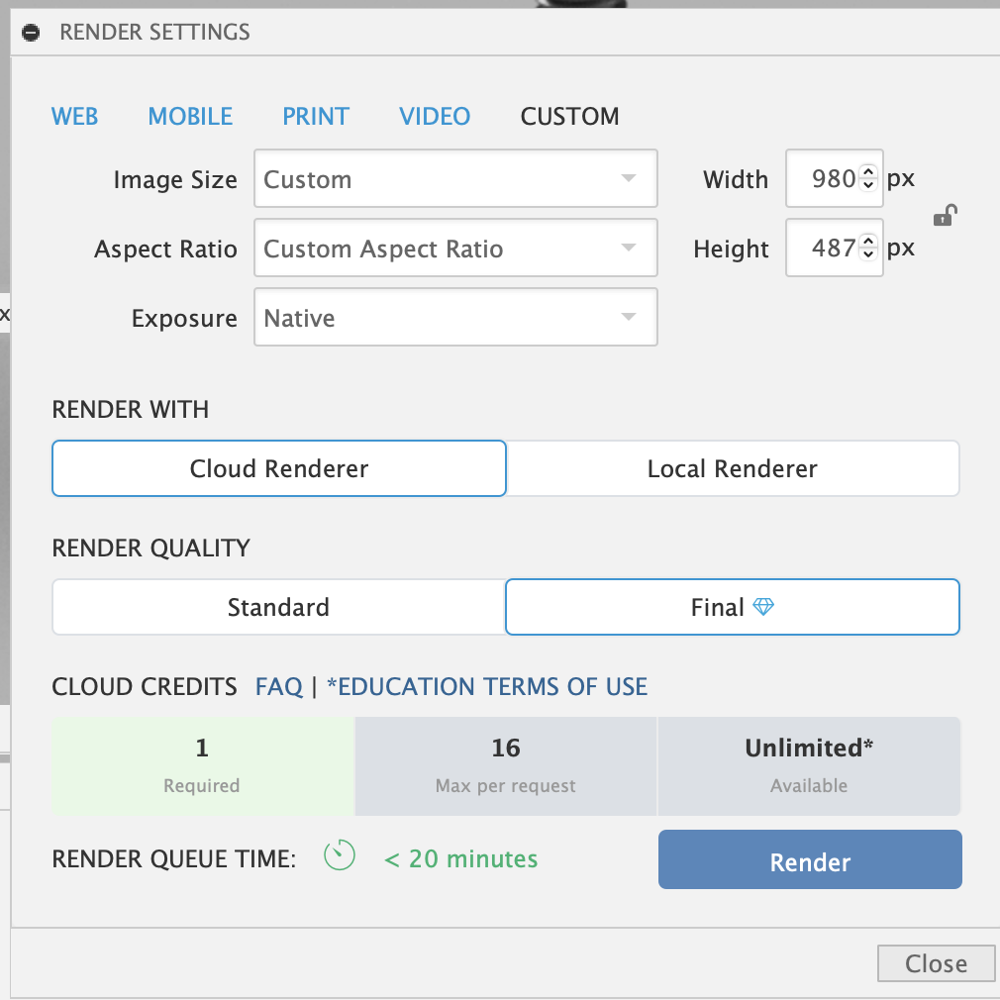 RENDER SETTINGS
WEB MOBILE PRINT VIDEO CUSTOM
Image Size Custom Width 980 px
Aspect Ratio Custom Aspect Ratio Height 487 px
x
Exposure Native
RENDER WITH
Cloud Renderer Local Renderer
RENDER QUALITY
Standard Final
CLOUD CREDITS FAQ | *EDUCATION TERMS OF USE
1 16 Unlimited*
Required Max per request Available
RENDER QUEUE TIME: < 20 minutes Render
Close